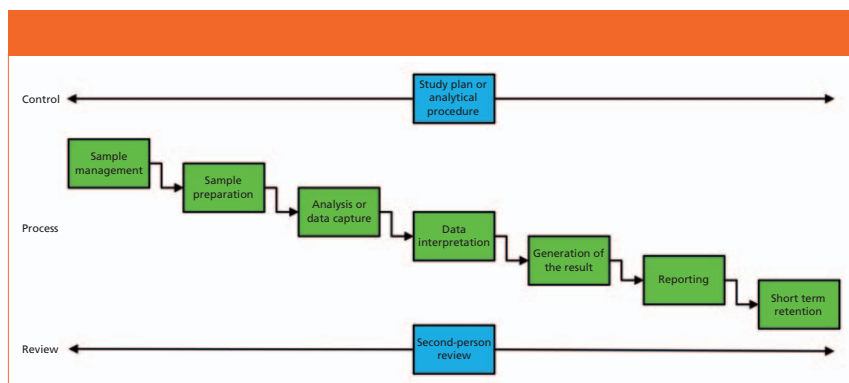 Control
Study plan or
analytical
procedure
Process
Sample
management
Sample
preparation
Analysis or
data capture
Data
interpretation
Generation of
the result
Reporting
Short term
retention
Review
Second-person
review